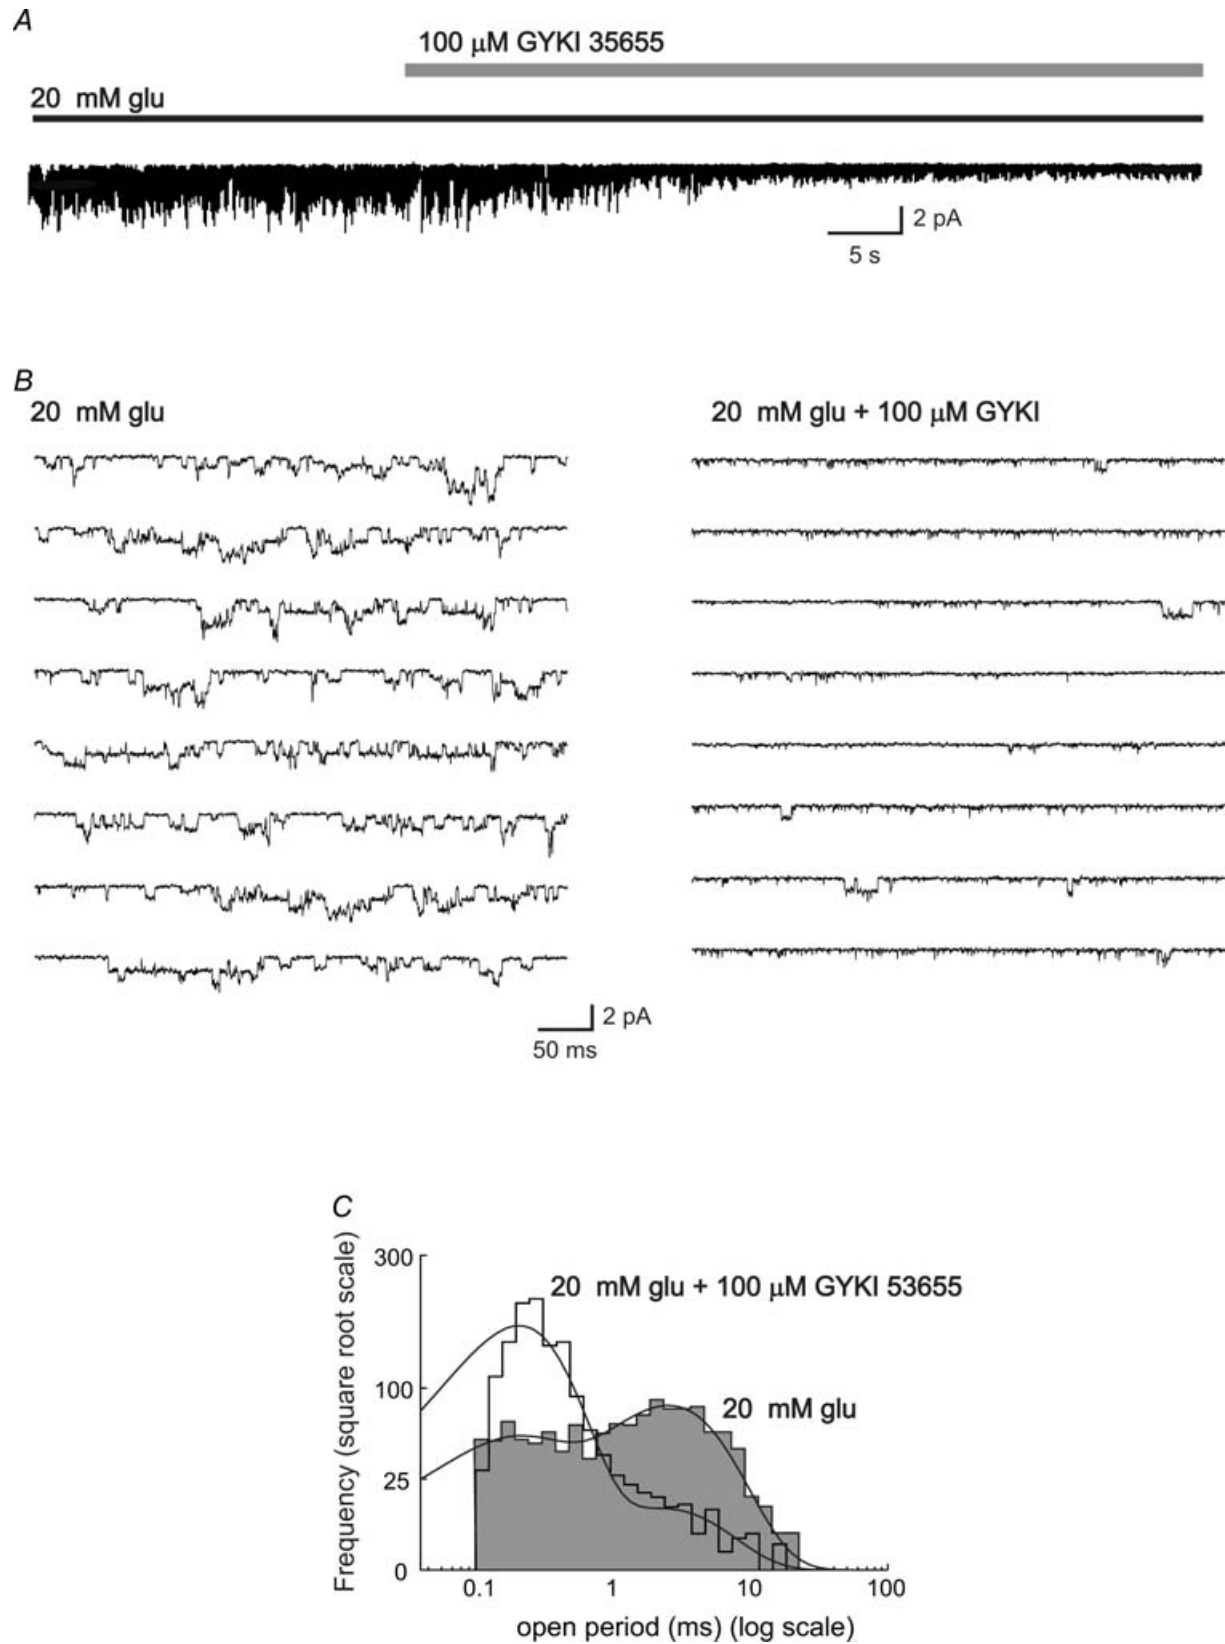 A
100 μM GYKI 35655
20 mM glu
2 pA
5 s
B
20 mM glu
20 mM glu + 100 μM GYKI
2 pA
50 ms
C
Frequency (square root scale)
300
100
25
0
20 mM glu + 100 μM GYKI 53655
20 mM glu
0.1
1
10
100
open period (ms) (log scale)